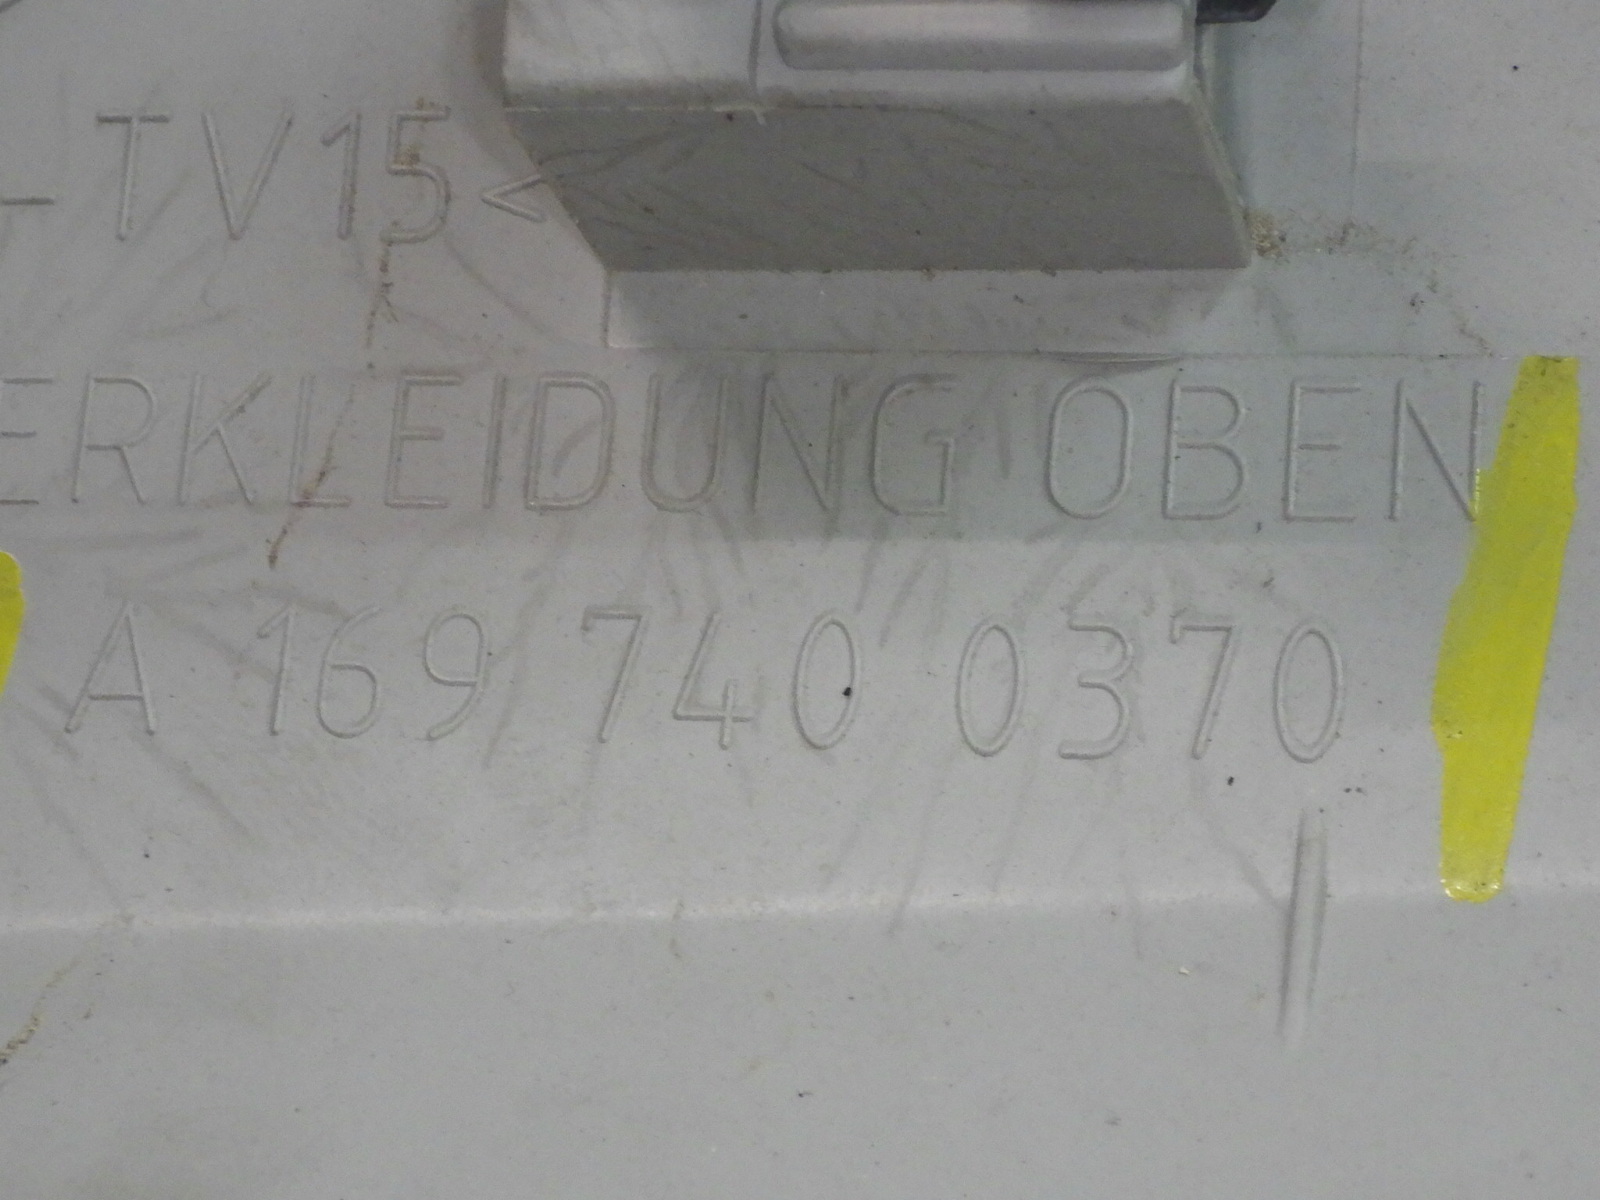 -TV15<
ERKLEIDUNG OBEN
A 169 740 0370